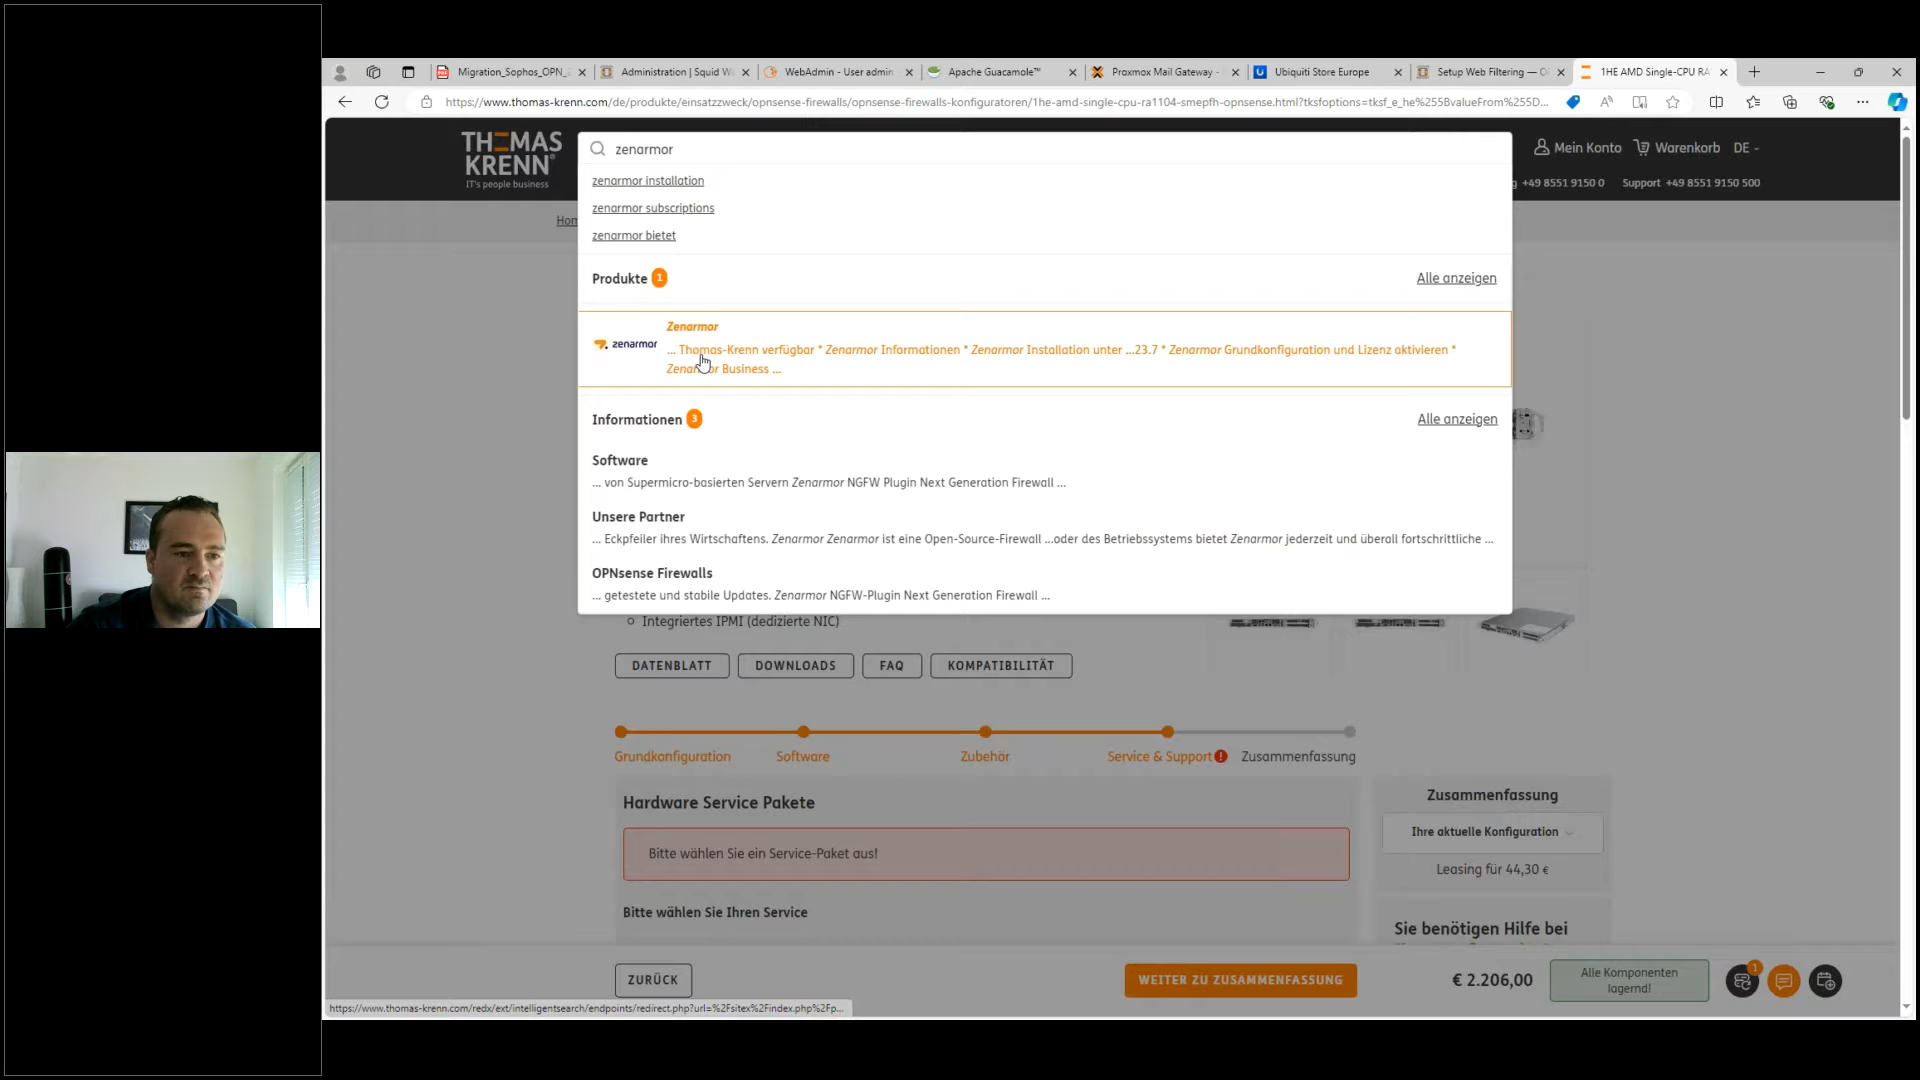 Migration_Sophos_OPN_
Administration | Squid W
WebAdmin - User admin
Apache Guacamole™
Proxmox Mail Gateway -
Ubiquiti Store Europe
Setup Web Filtering — O
1HE AMD Single-CPU RA
https://www.thomas-krenn.com/de/produkte/einsatzzweck/opnsense-firewalls/opnsense-firewalls-konfiguratoren/1he-amd-single-cpu-ra1104-smepfh-opnsense.html?tksfoptions=tksf_e_he%255BvalueFrom%255D...
THOMAS
KRENN®
IT's people business
zenarmor
Mein Konto
Warenkorb
DE
+49 8551 9150 0
Support +49 8551 9150 500
zenarmor installation
zenarmor subscriptions
zenarmor bietet
Produkte 1
Alle anzeigen
zenarmor
Zenarmor
... Thomas-Krenn verfügbar * Zenarmor Informationen * Zenarmor Installation unter ...23.7 * Zenarmor Grundkonfiguration und Lizenz aktivieren *
Zenarmor Business ...
Informationen 3
Alle anzeigen
Software
... von Supermicro-basierten Servern Zenarmor NGFW Plugin Next Generation Firewall ...
Unsere Partner
... Eckpfeiler ihres Wirtschaftens. Zenarmor Zenarmor ist eine Open-Source-Firewall ...oder des Betriebssystems bietet Zenarmor jederzeit und überall fortschrittliche ...
OPNsense Firewalls
... getestete und stabile Updates. Zenarmor NGFW-Plugin Next Generation Firewall ...
Integriertes IPMI (dedizierte NIC)
DATENBLATT
DOWNLOADS
FAQ
KOMPATIBILITÄT
Grundkonfiguration
Software
Zubehör
Service & Support
Zusammenfassung
Hardware Service Pakete
Bitte wählen Sie ein Service-Paket aus!
Bitte wählen Sie Ihren Service
Zusammenfassung
Ihre aktuelle Konfiguration
Leasing für 44,30 €
Sie benötigen Hilfe bei
ZURÜCK
WEITER ZU ZUSAMMENFASSUNG
€ 2.206,00
Alle Komponenten
lagernd!
1
https://www.thomas-krenn.com/redx/ext/intelligentsearch/endpoints/redirect.php?url=%2Fsitex%2Findex.php%2Fp...